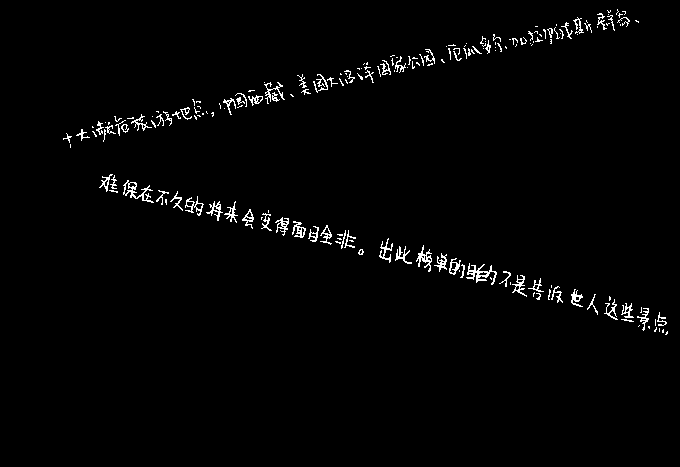 十大濒危旅游地点，中国西藏、美国大沼泽国家公园、厄瓜多尔、加拉帕戈斯群岛、
难保在不久的将来会变得面目全非。出此榜单的目的不是告诉世人这些景点